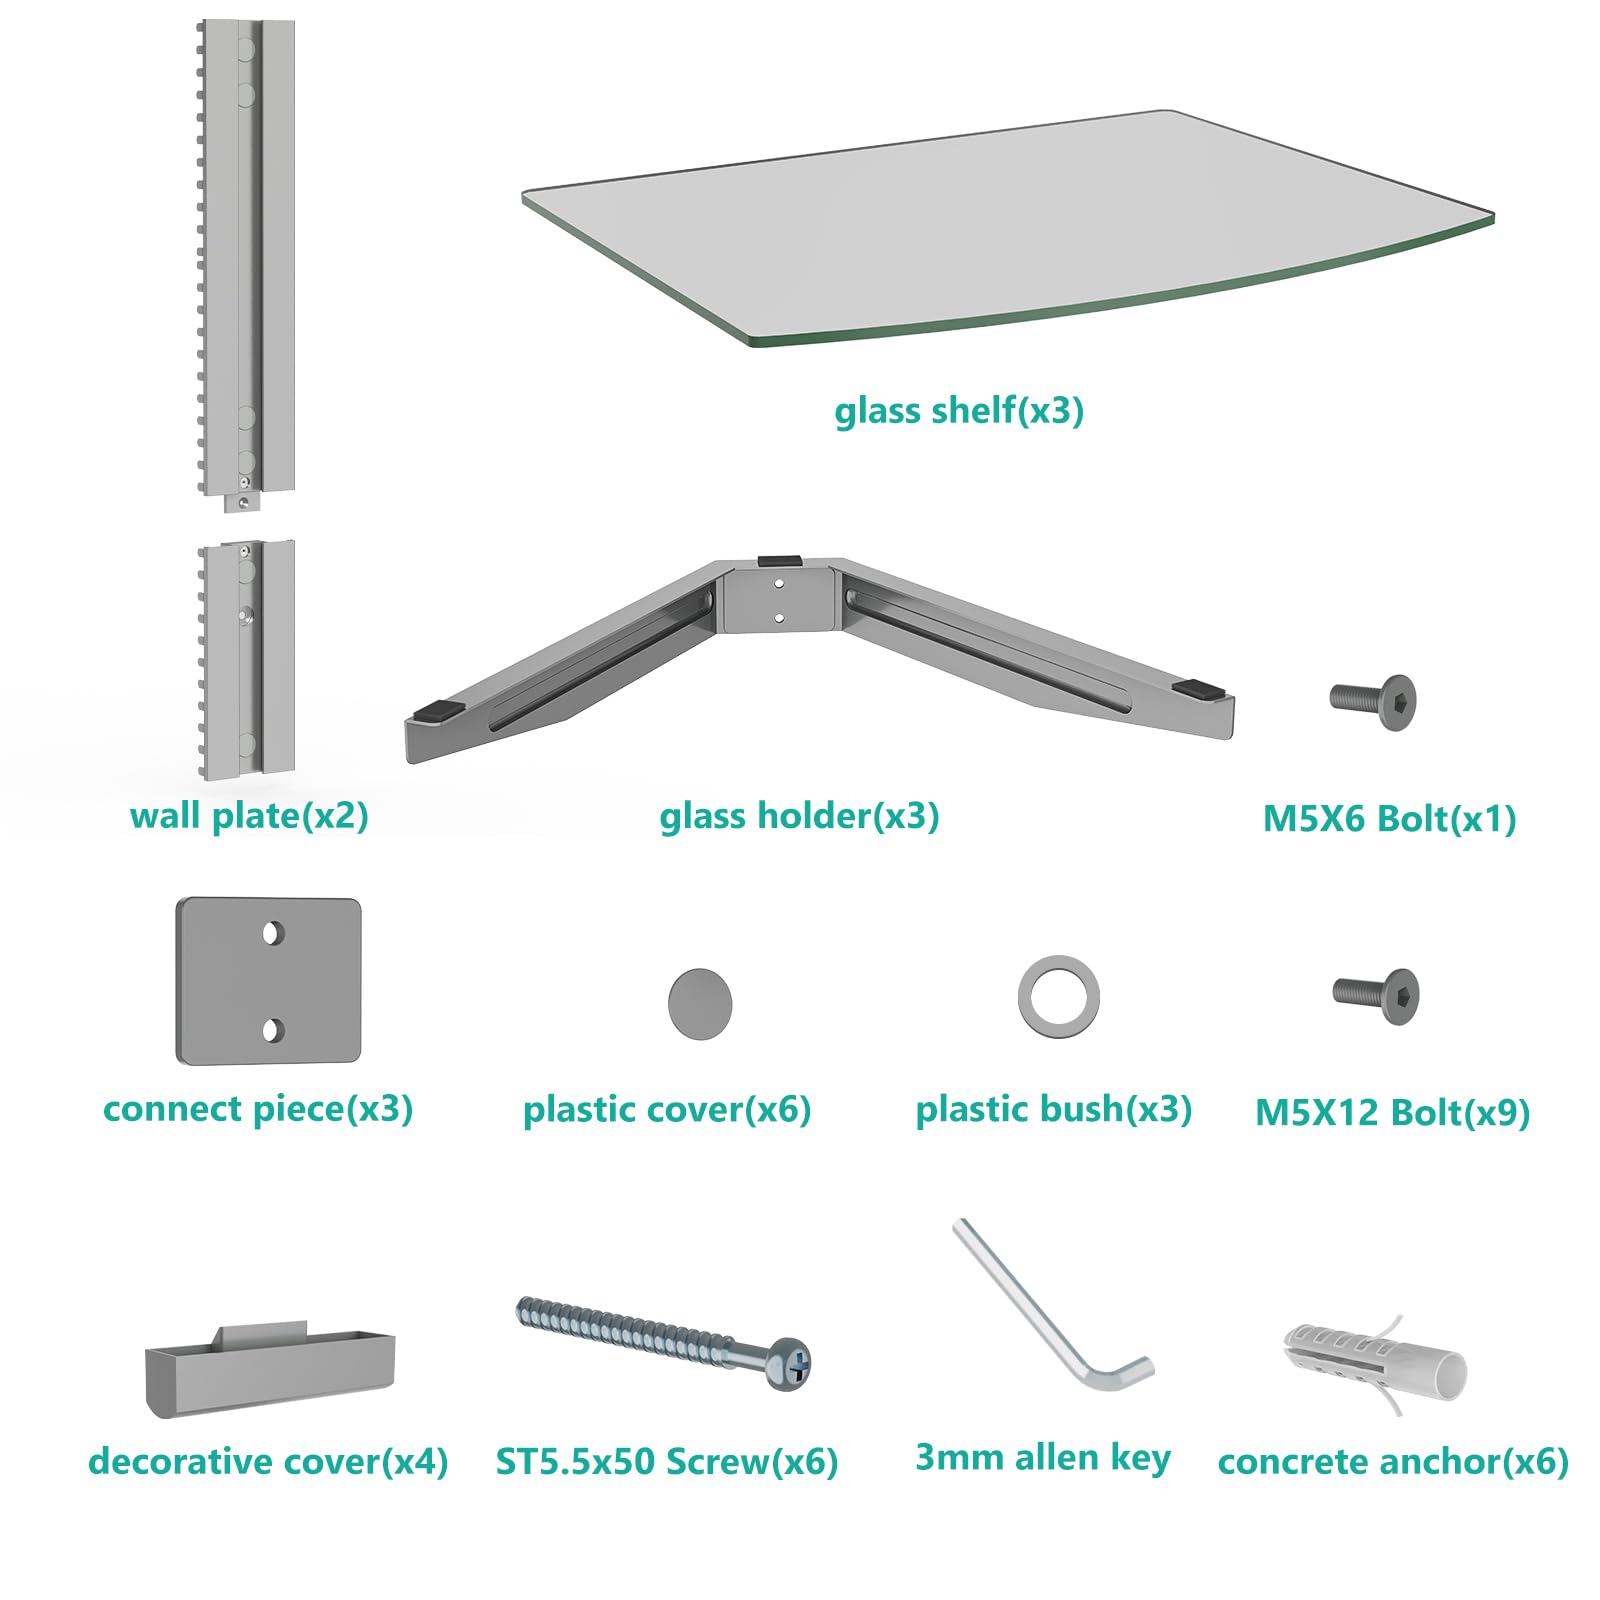 glass shelf(x3)
wall plate(x2)
glass holder(x3)
M5X6 Bolt(x1)
connect piece(x3)
plastic cover(x6)
plastic bush(x3)
M5X12 Bolt(x9)
decorative cover(x4)
ST5.5x50 Screw(x6)
3mm allen key
concrete anchor(x6)